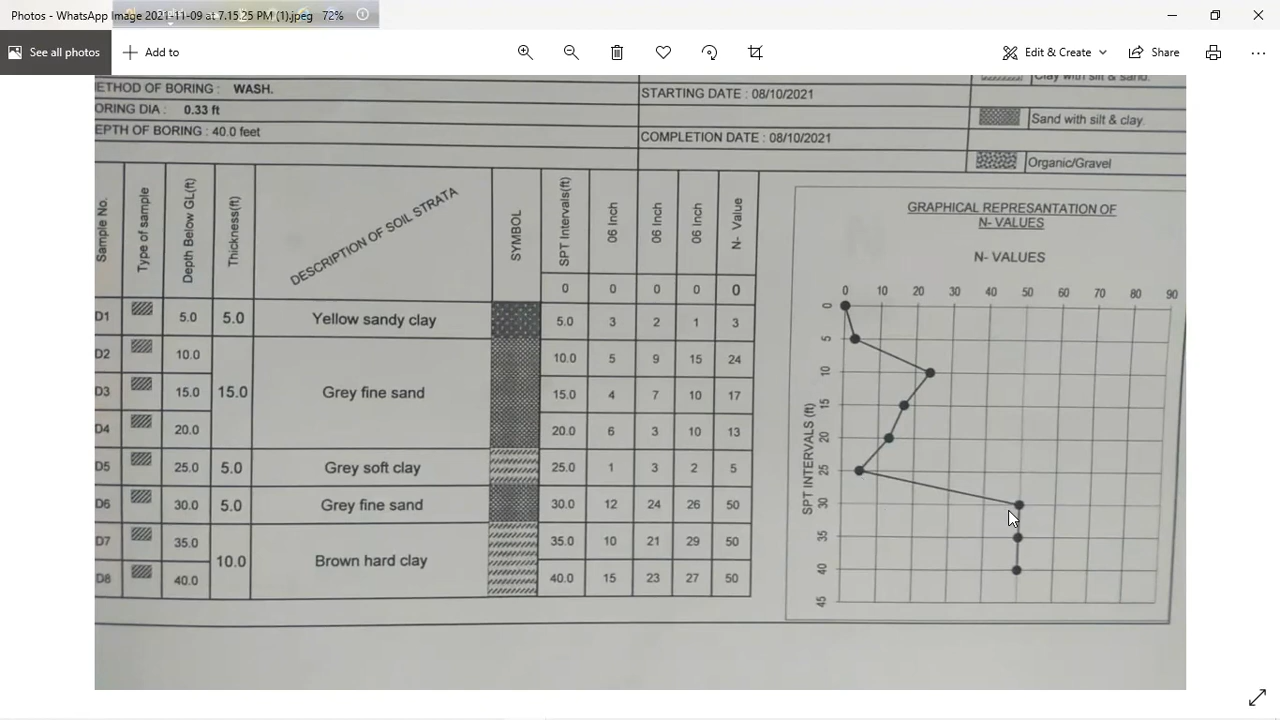 Photos - WhatsApp Image 2021-11-09 at 7.15.25 PM (1).jpeg 72%
See all photos
Add to
Edit & Create
Share
ETHOD OF BORING : WASH.
ORING DIA : 0.33 ft
EPTH OF BORING : 40.0 feet
STARTING DATE : 08/10/2021
COMPLETION DATE : 08/10/2021
Clay with silt & sand.
Sand with silt & clay.
Organic/Gravel
Sample No. Type of sample Depth Below GL(ft) Thickness(ft) DESCRIPTION OF SOIL STRATA SYMBOL SPT Intervals(ft) 06 Inch 06 Inch 06 Inch N- Value
0 0 0 0 0
D1 5.0 5.0 Yellow sandy clay 5.0 3 2 1 3
D2 10.0 10.0 5 9 15 24
D3 15.0 15.0 Grey fine sand 15.0 4 7 10 17
D4 20.0 20.0 6 3 10 13
D5 25.0 5.0 Grey soft clay 25.0 1 3 2 5
D6 30.0 5.0 Grey fine sand 30.0 12 24 26 50
D7 35.0 35.0 10 21 29 50
10.0 Brown hard clay
D8 40.0 40.0 15 23 27 50
GRAPHICAL REPRESANTATION OF
N- VALUES
N- VALUES
0 10 20 30 40 50 60 70 80 90
SPT INTERVALS (ft)
0
5
10
15
20
25
30
35
40
45